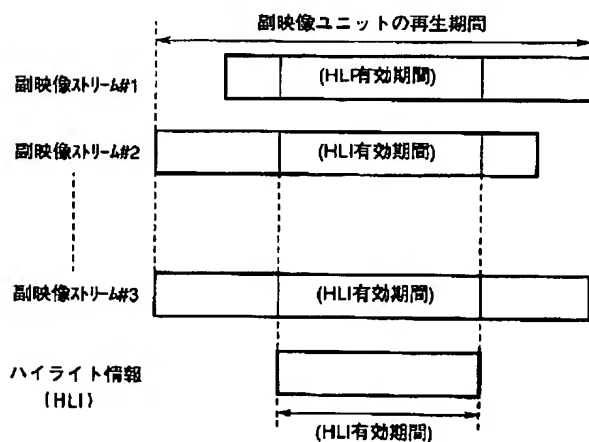 副映像ユニットの再生期間
副映像ストリーム#1
(HLI有効期間)
副映像ストリーム#2
(HLI有効期間)
副映像ストリーム#3
(HLI有効期間)
ハイライト情報
(HLI)
(HLI有効期間)